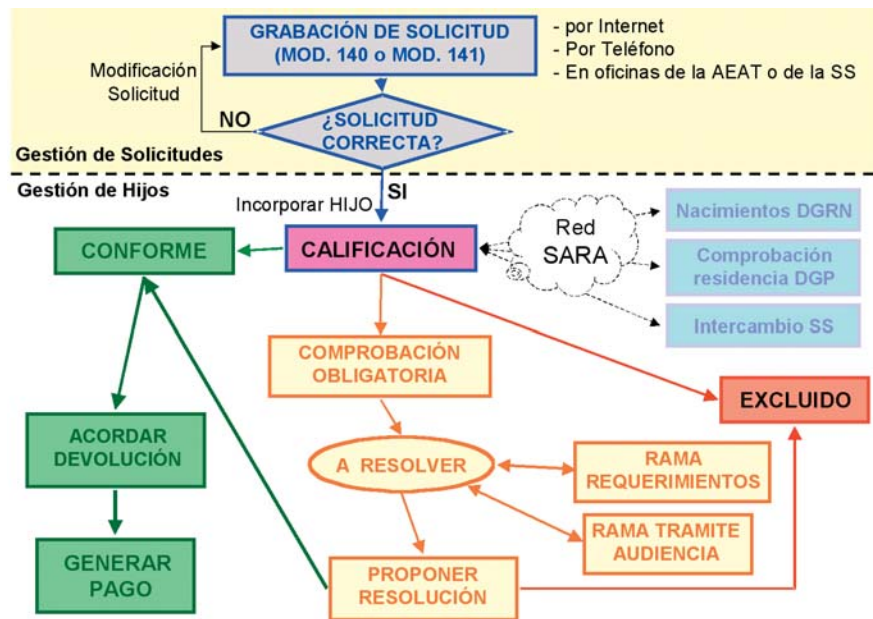 GRABACIÓN DE SOLICITUD
(MOD. 140 o MOD. 141)
- por Internet
- Por Teléfono
- En oficinas de la AEAT o de la SS
Modificación
Solicitud
NO
¿SOLICITUD
CORRECTA?
Gestión de Solicitudes
Gestión de Hijos
SI
Incorporar HIJO
CONFORME
CALIFICACIÓN
Red
SARA
Nacimientos DGRN
Comprobación
residencia DGP
Intercambio SS
COMPROBACIÓN
OBLIGATORIA
EXCLUIDO
ACORDAR
DEVOLUCIÓN
A RESOLVER
RAMA
REQUERIMIENTOS
RAMA TRAMITE
AUDIENCIA
GENERAR
PAGO
PROPONER
RESOLUCIÓN